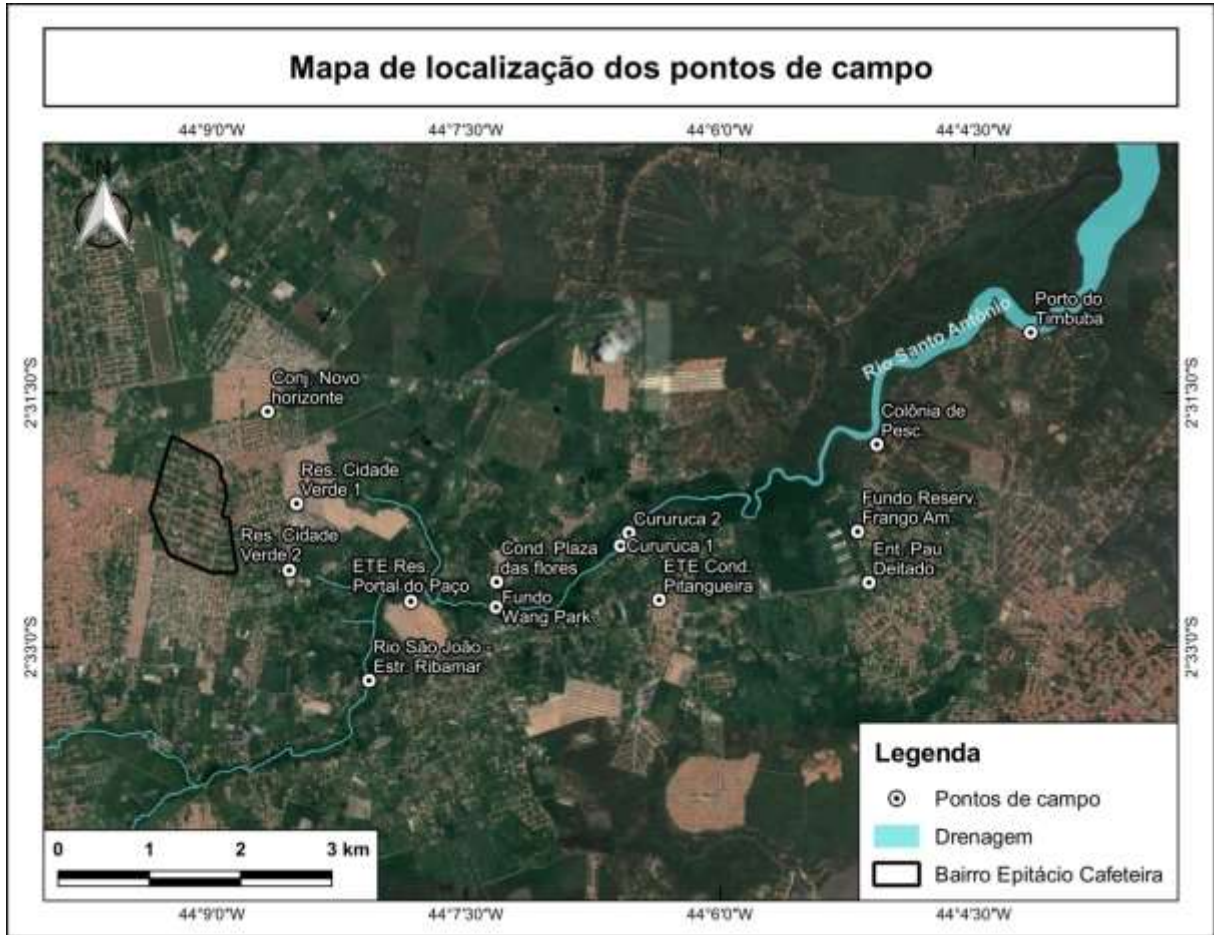 Mapa de localização dos pontos de campo
44°9'0"W
44°7'30"W
44°6'0"W
44°4'30"W
N
2°31'30"S
2°31'30"S
2°33'0"S
2°33'0"S
Porto do
Timbuba
Rio Santo Antônio
Conj. Novo
horizonte
Colônia de
Pesc.
Res. Cidade
Verde 1
Fundo Reserv.
Frango Am.
Cururuca 2
Res. Cidade
Verde 2
Cururuca 1
Cond. Plaza
das flores
ETE Res.
Portal do Paço
ETE Cond.
Pitangueira
Ent. Pau
Deitado
Fundo
Wang Park
Rio São João -
Estr. Ribamar
Legenda
Pontos de campo
Drenagem
Bairro Epitácio Cafeteira
0 1 2 3 km
44°9'0"W
44°7'30"W
44°6'0"W
44°4'30"W